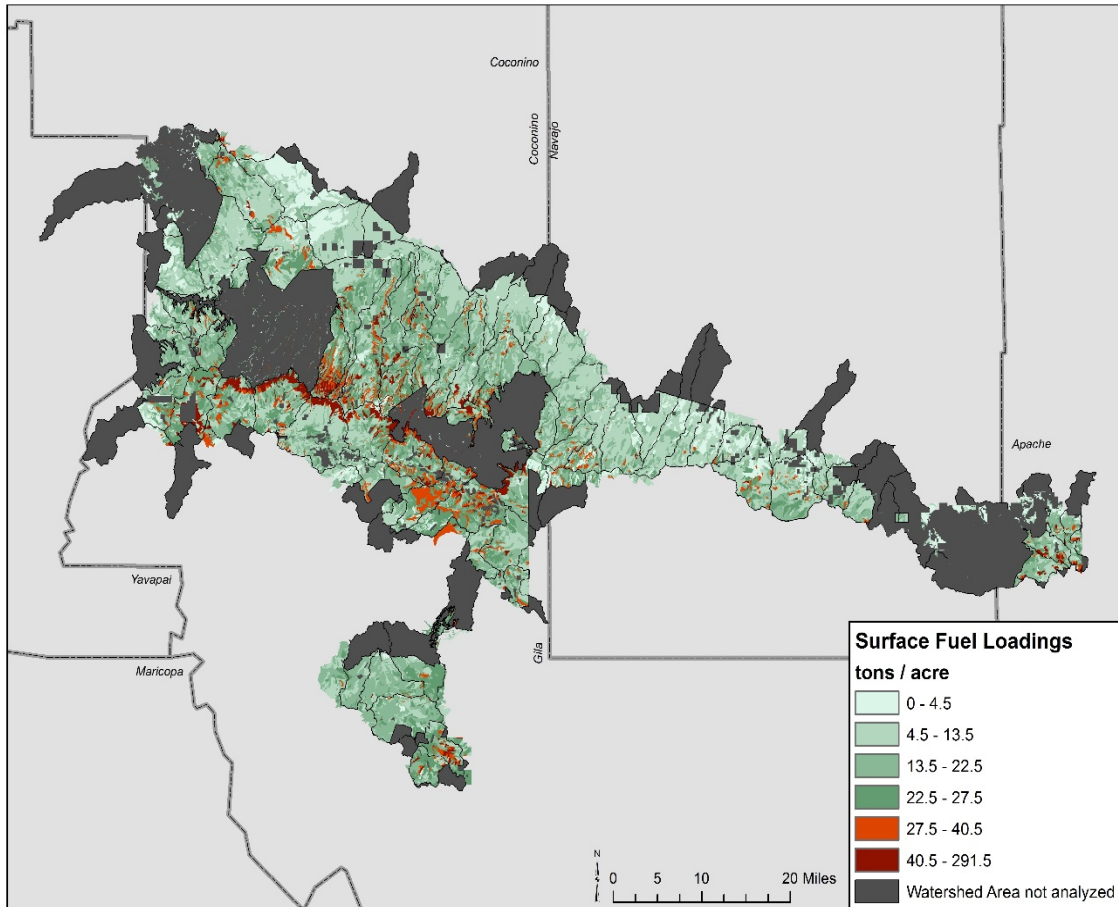 Coconino
Coconino
Navajo
Apache
Yavapai
Maricopa
Gila
Surface Fuel Loadings
tons / acre
0 - 4.5
4.5 - 13.5
13.5 - 22.5
22.5 - 27.5
27.5 - 40.5
40.5 - 291.5
Watershed Area not analyzed
N
0 5 10 20 Miles